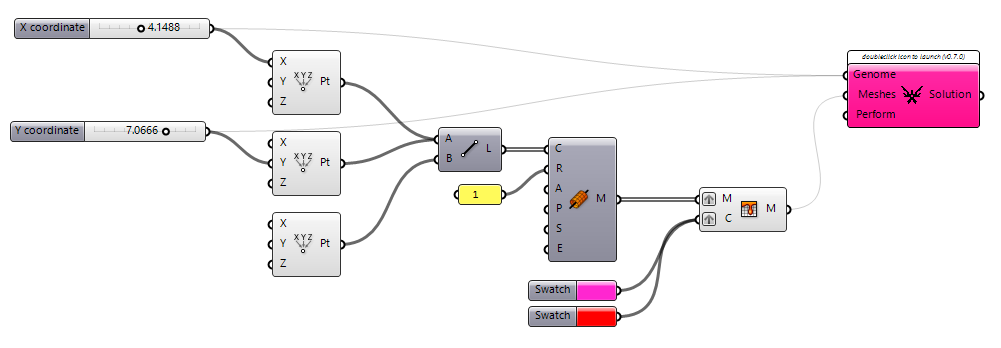 X coordinate 4.1488
doubleclick icon to launch (v0.7.0)
X
Y
Z
XYZ
Pt
Genome
Meshes
Perform
Solution
Y coordinate 7.0666
X
Y
Z
XYZ
Pt
A
B
L
1
C
R
A
P
S
E
M
M
C
M
X
Y
Z
XYZ
Pt
Swatch
Swatch